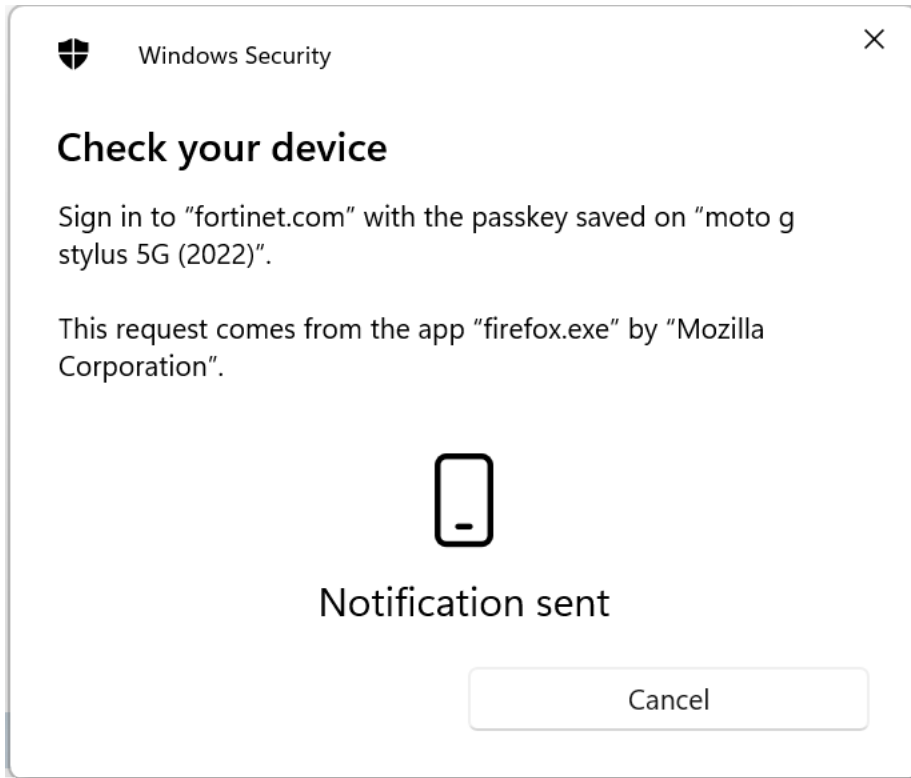 Windows Security
Check your device
Sign in to “fortinet.com” with the passkey saved on “moto g
stylus 5G (2022)”.
This request comes from the app “firefox.exe” by “Mozilla
Corporation”.
Notification sent
Cancel